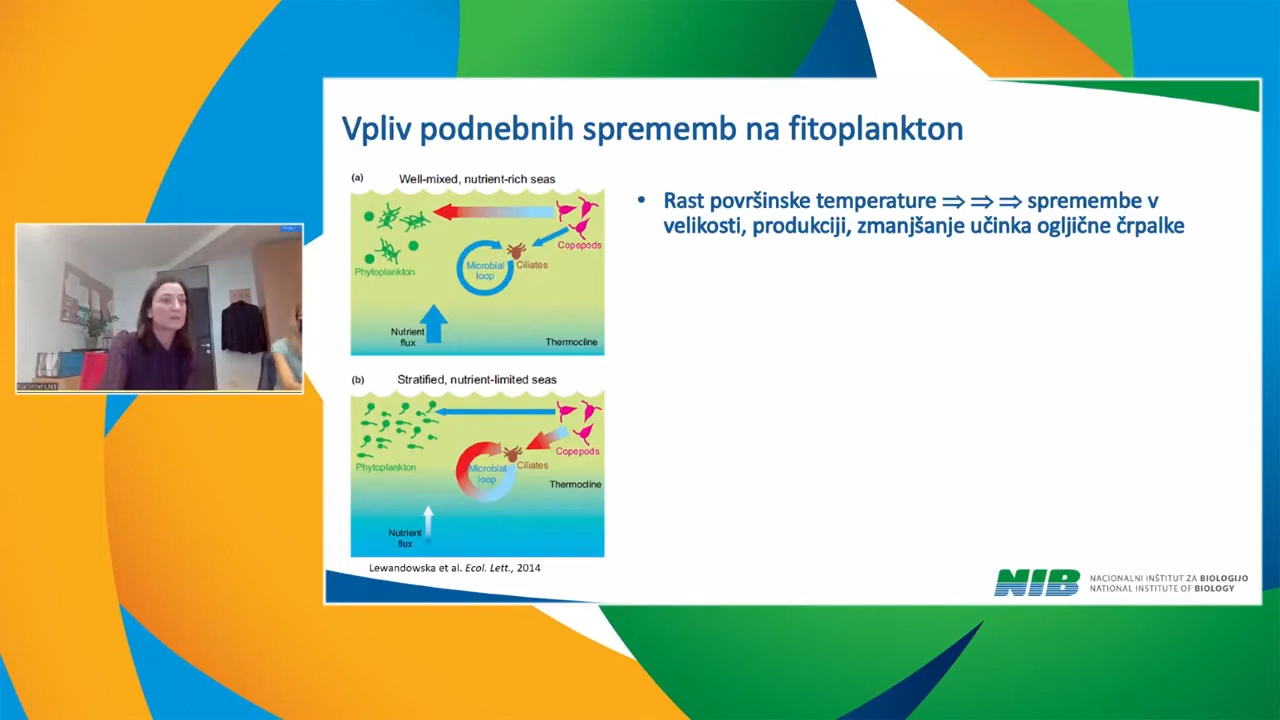 Vpliv podnebnih sprememb na fitoplankton
(a) Well-mixed, nutrient-rich seas
Copepods
Phytoplankton
Microbial
loop
Ciliates
Nutrient
flux
Thermocline
(b) Stratified, nutrient-limited seas
Copepods
Phytoplankton
Microbial
loop
Ciliates
Thermocline
Nutrient
flux
Lewandowska et al. Ecol. Lett., 2014
• Rast površinske temperature ⇒ ⇒ ⇒ spremembe v
velikosti, produkciji, zmanjšanje učinka ogljične črpalke
NIB
NACIONALNI INŠTITUT ZA BIOLOGIJO
NATIONAL INSTITUTE OF BIOLOGY